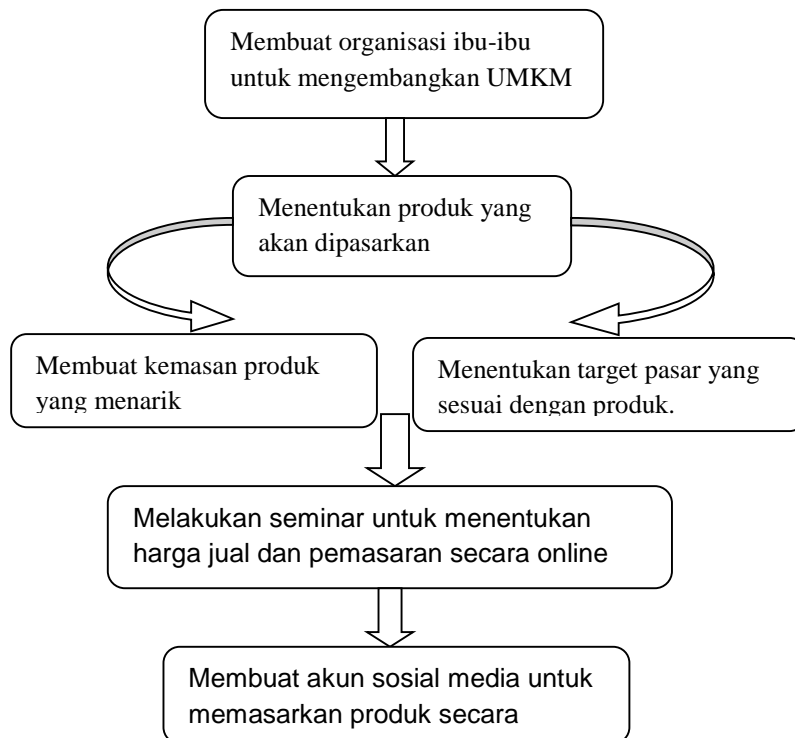 Membuat organisasi ibu-ibu
untuk mengembangkan UMKM
Menentukan produk yang
akan dipasarkan
Membuat kemasan produk
yang menarik
Menentukan target pasar yang
sesuai dengan produk.
Melakukan seminar untuk menentukan
harga jual dan pemasaran secara online
Membuat akun sosial media untuk
memasarkan produk secara